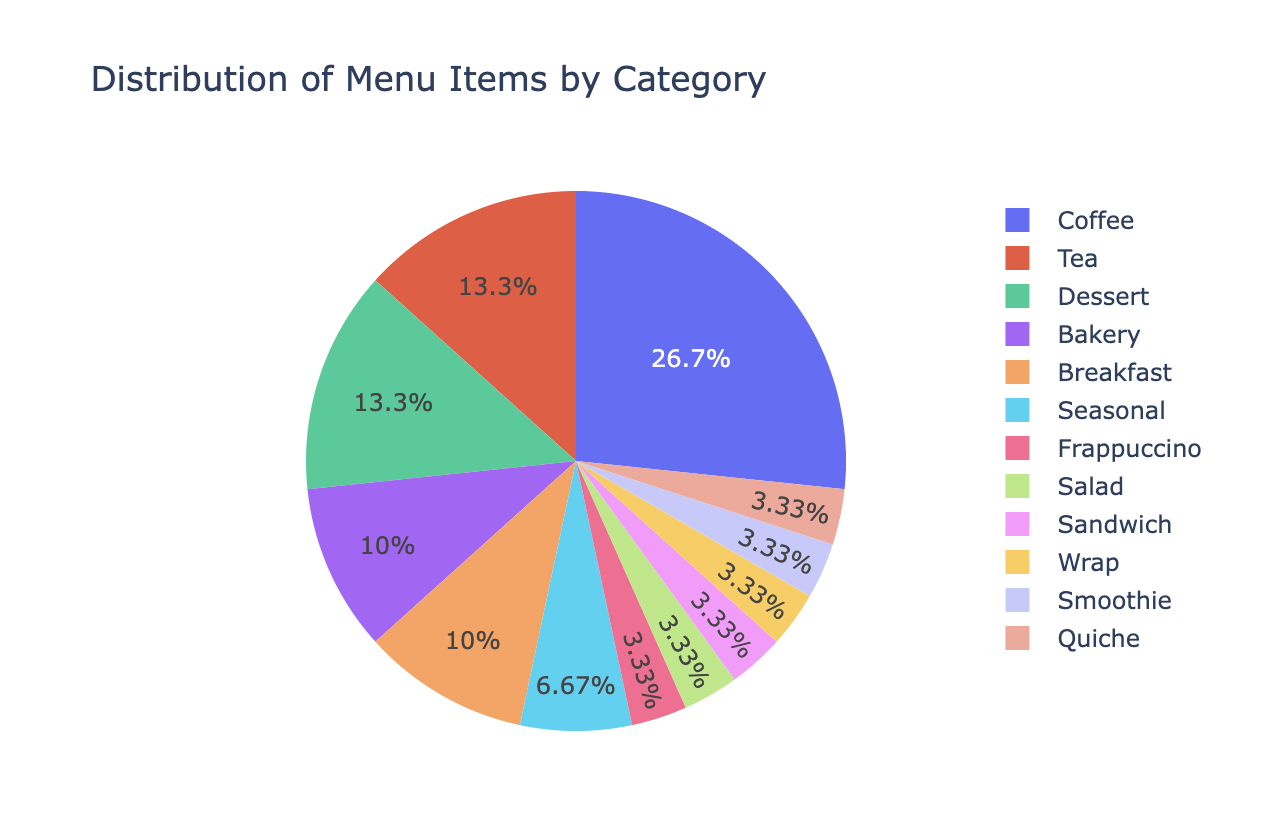 Distribution of Menu Items by Category
13.3%
26.7%
13.3%
10%
10%
6.67%
3.33%
3.33%
3.33%
3.33%
3.33%
3.33%
Coffee
Tea
Dessert
Bakery
Breakfast
Seasonal
Frappuccino
Salad
Sandwich
Wrap
Smoothie
Quiche